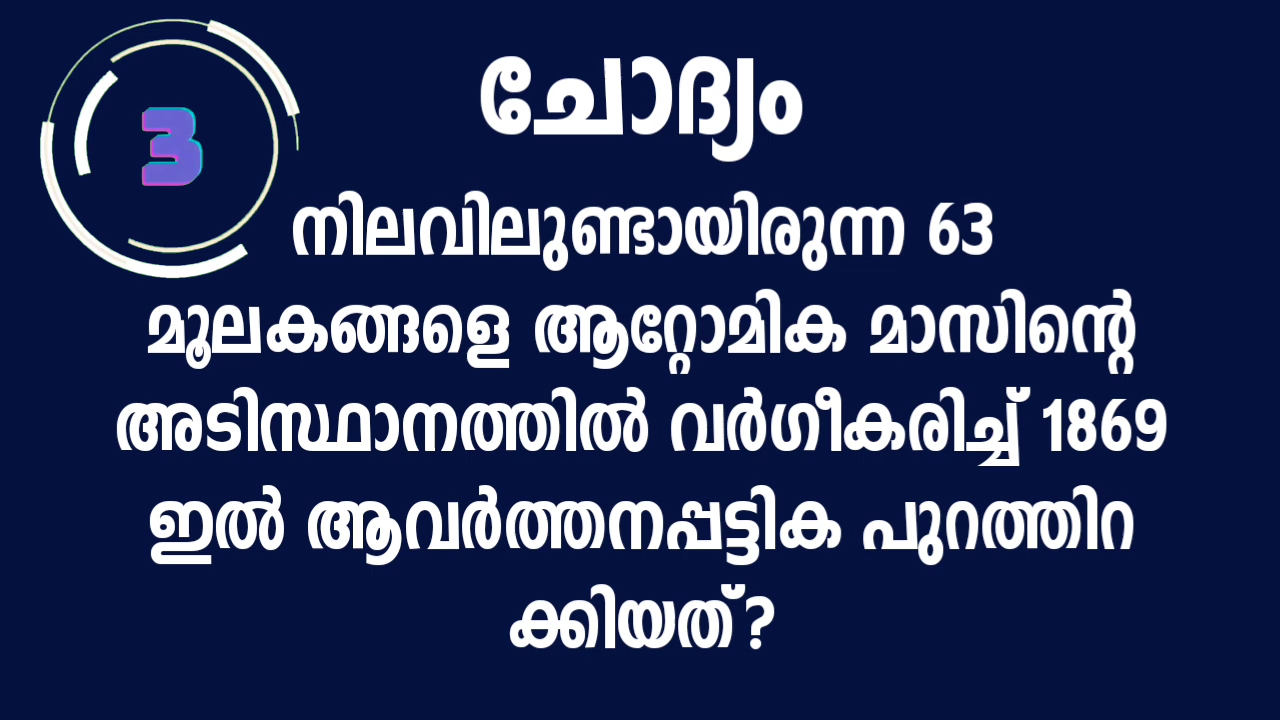 3
ചോദ്യം
നിലവിലുണ്ടായിരുന്ന 63
മൂലകങ്ങളെ ആറ്റോമിക മാസിന്റെ
അടിസ്ഥാനത്തിൽ വർഗീകരിച്ച് 1869
ഇൽ ആവർത്തനപ്പട്ടിക പുറത്തിറ
ക്കിയത്?